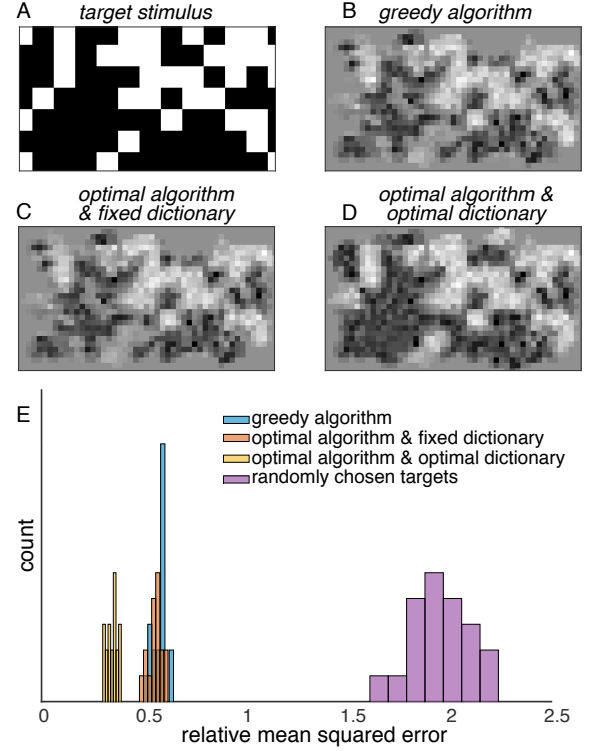 A
target stimulus
B
greedy algorithm
C
optimal algorithm
& fixed dictionary
D
optimal algorithm &
optimal dictionary
E
greedy algorithm
optimal algorithm & fixed dictionary
optimal algorithm & optimal dictionary
randomly chosen targets
count
0
0.5
1
1.5
2
2.5
relative mean squared error